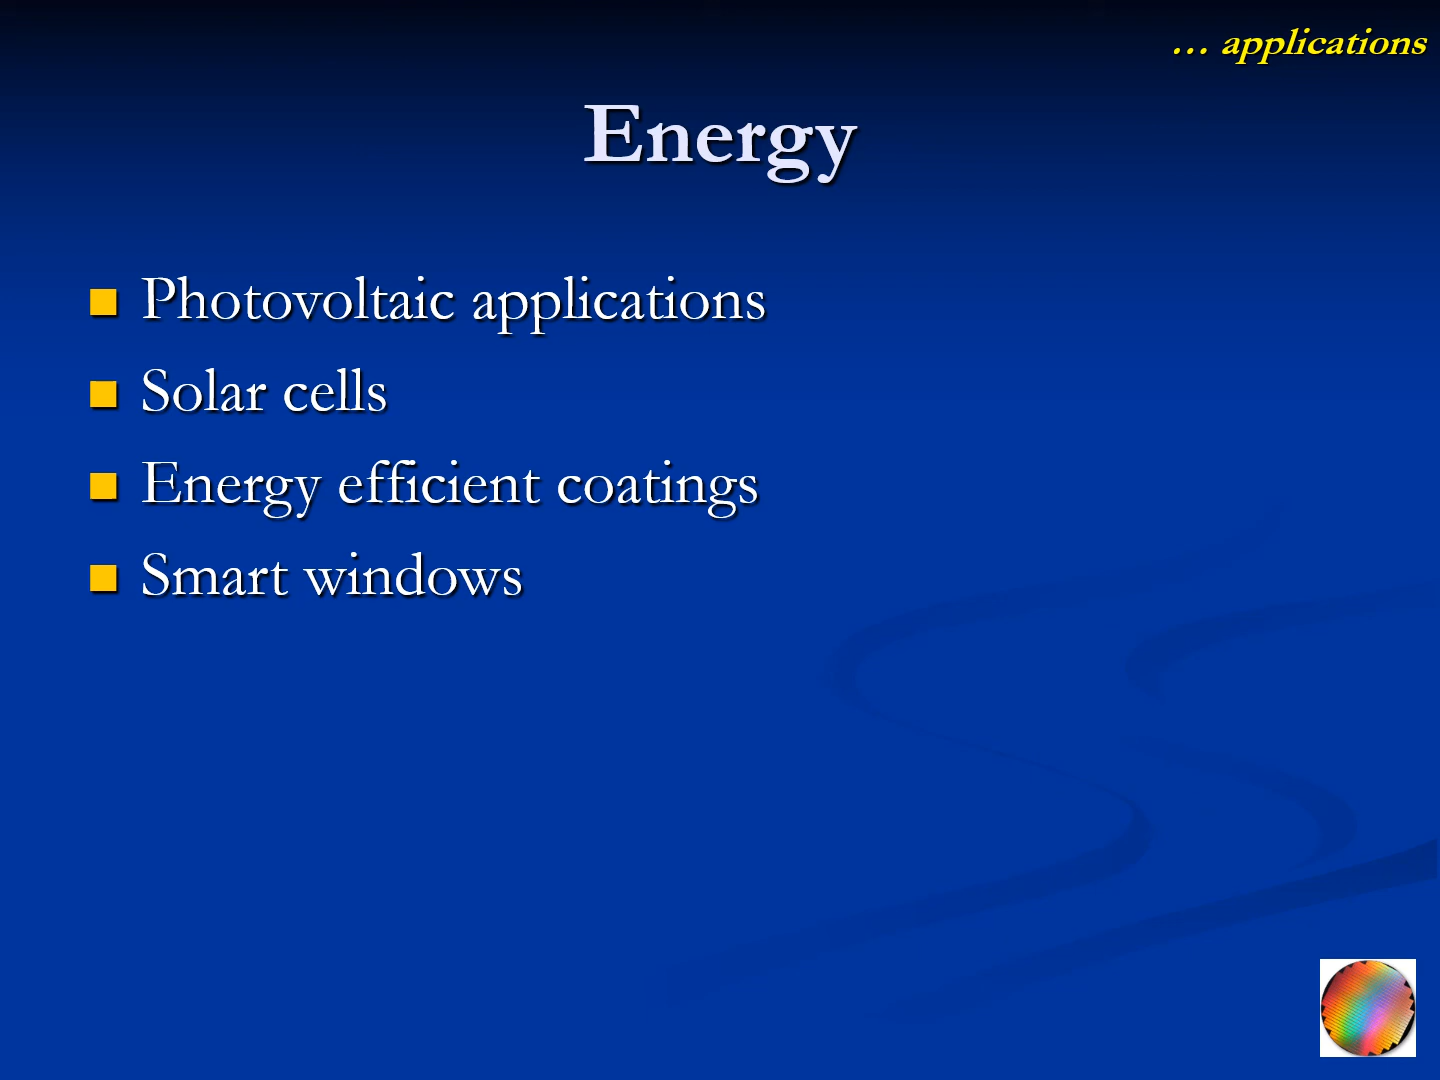 … applications
Energy
Photovoltaic applications
Solar cells
Energy efficient coatings
Smart windows